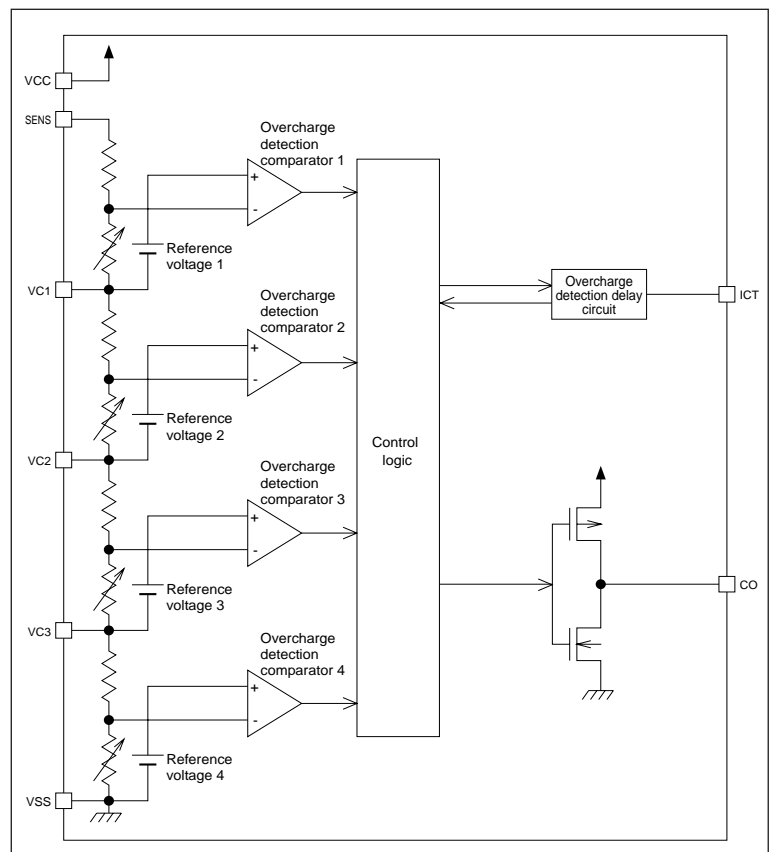 VCC
SENS
Overcharge
detection
comparator 1
+
-
Reference
voltage 1
VC1
Overcharge
detection delay
circuit
ICT
Overcharge
detection
comparator 2
+
-
Reference
voltage 2
VC2
Control
logic
Overcharge
detection
comparator 3
+
-
Reference
voltage 3
CO
VC3
Overcharge
detection
comparator 4
+
-
Reference
voltage 4
VSS